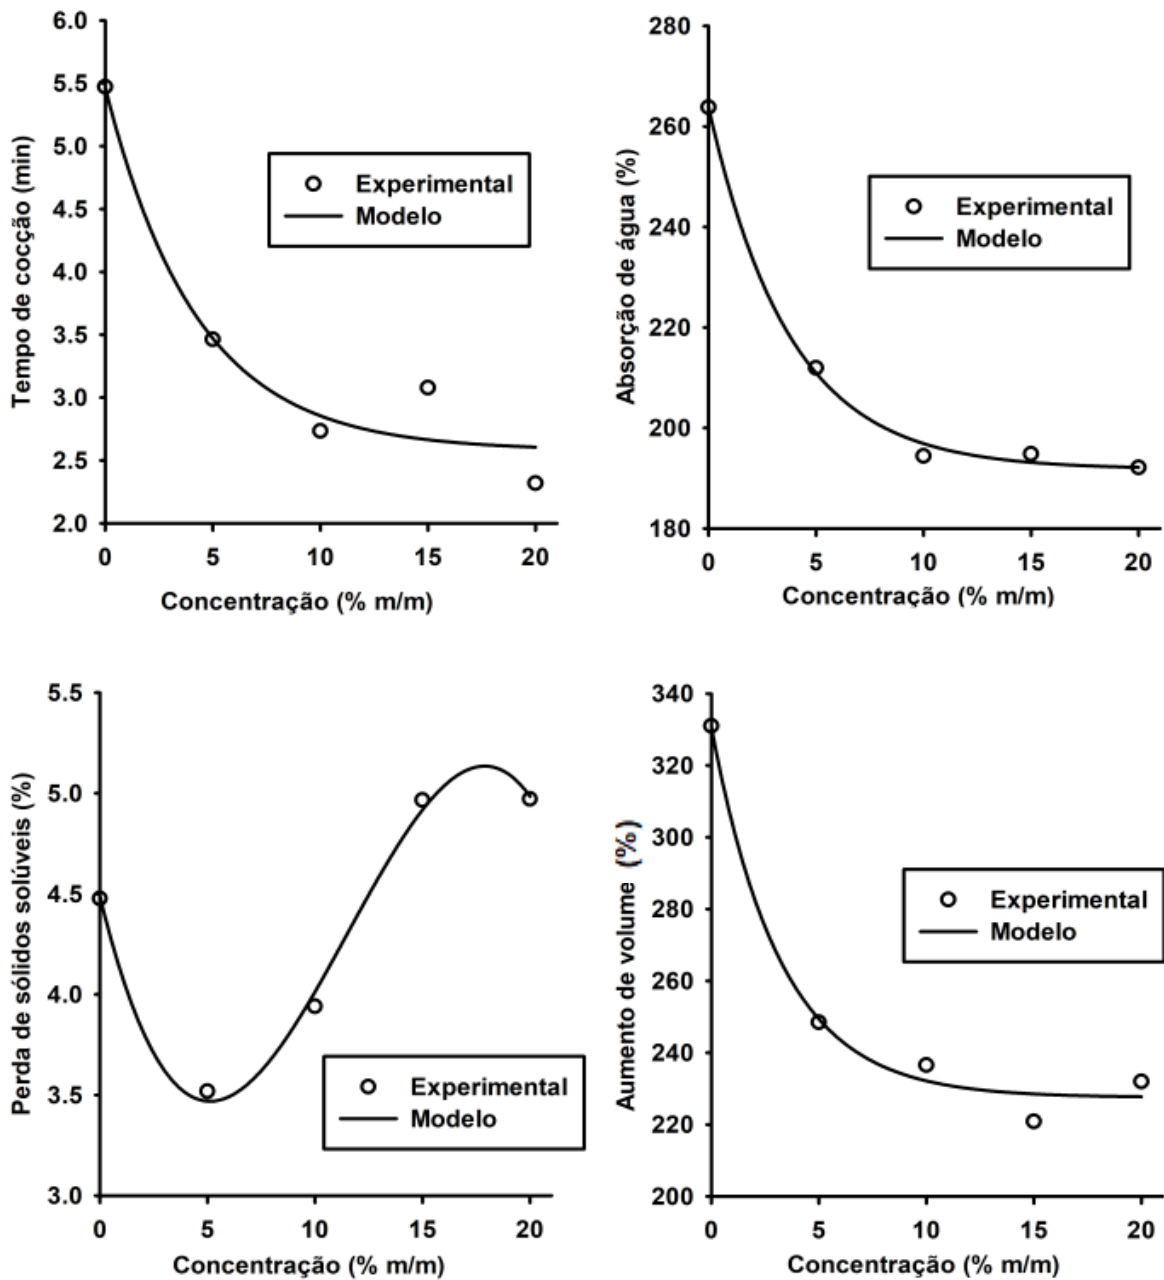 6.0
5.5
5.0
4.5
4.0
3.5
3.0
2.5
2.0
Tempo de cocção (min)
Experimental
Modelo
0 5 10 15 20
Concentração (% m/m)
280
260
240
220
200
180
Absorção de água (%)
Experimental
Modelo
0 5 10 15 20
Concentração (% m/m)
5.5
5.0
4.5
4.0
3.5
3.0
Perda de sólidos solúveis (%)
Experimental
Modelo
0 5 10 15 20
Concentração (% m/m)
340
320
300
280
260
240
220
200
Aumento de volume (%)
Experimental
Modelo
0 5 10 15 20
Concentração (% m/m)